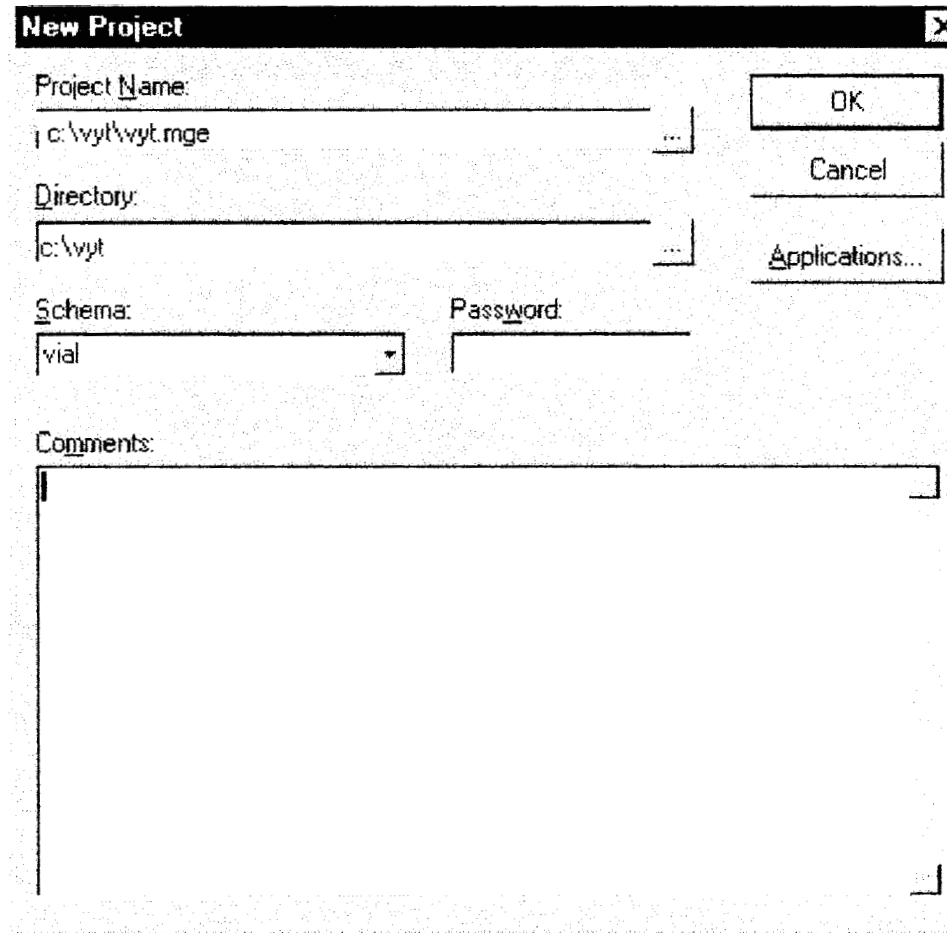 New Project
Project Name:
c:\vyt\vyt.mge
...
OK
Cancel
Directory:
c:\vyt
...
Applications...
Schema:
Password:
vial
Comments: